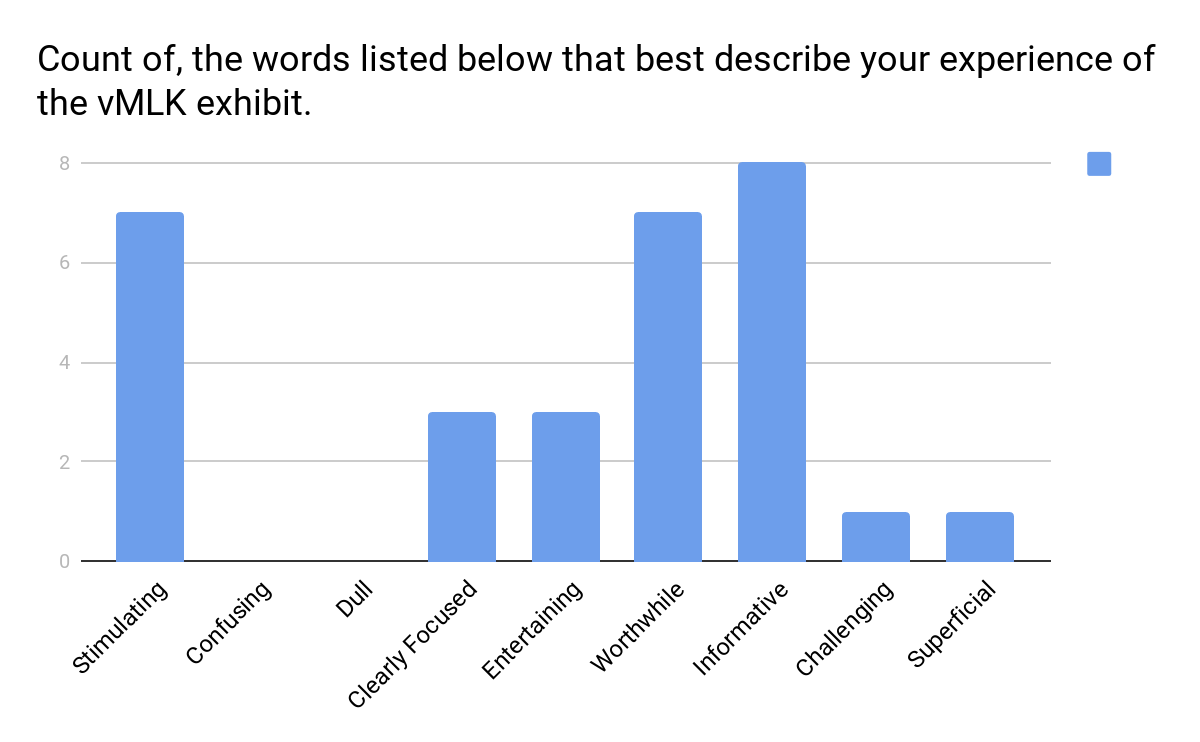 Count of, the words listed below that best describe your experience of
the vMLK exhibit.
8
6
4
2
0
Stimulating
Confusing
Dull
Clearly Focused
Entertaining
Worthwhile
Informative
Challenging
Superficial